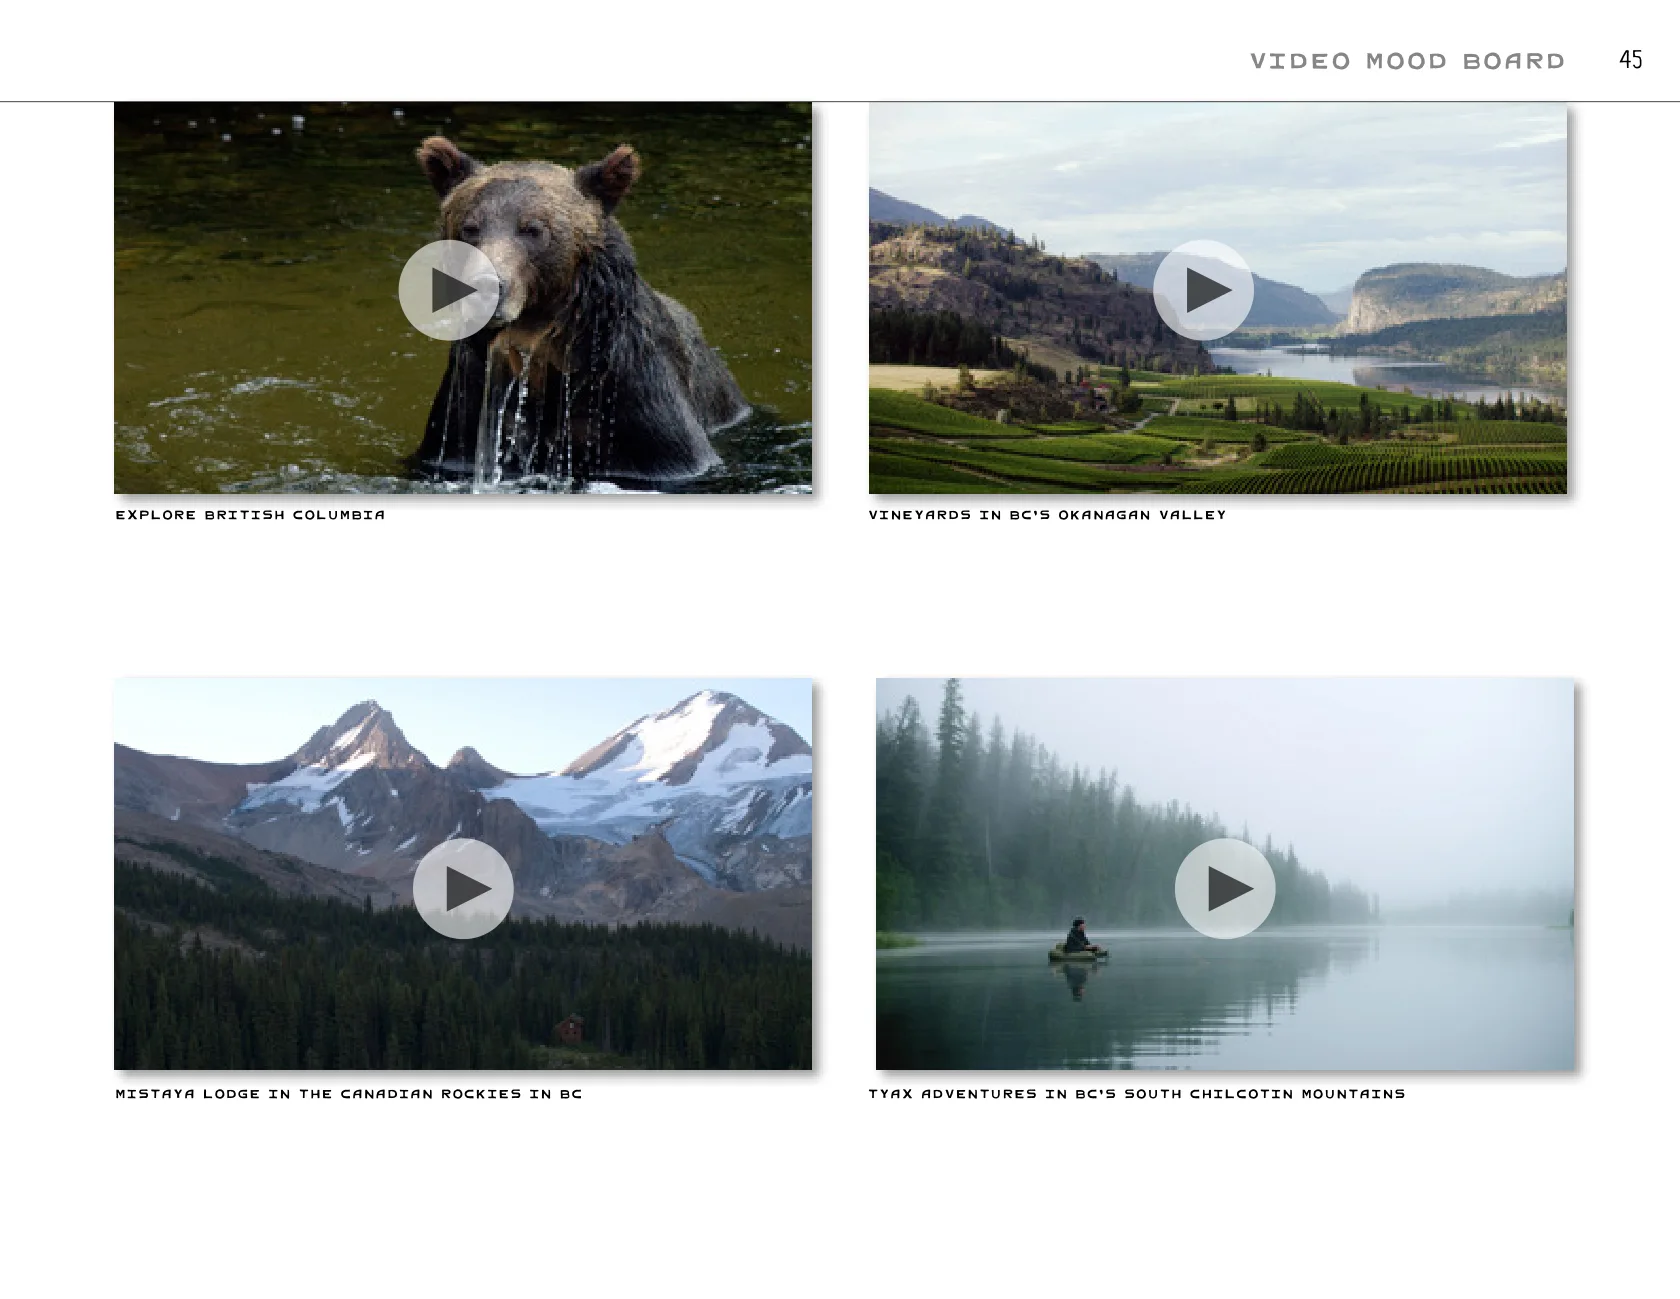 VIDEO MOOD BOARD 45
EXPLORE BRITISH COLUMBIA
VINEYARDS IN BC'S OKANAGAN VALLEY
MISTAYA LODGE IN THE CANADIAN ROCKIES IN BC
TYAX ADVENTURES IN BC'S SOUTH CHILCOTIN MOUNTAINS